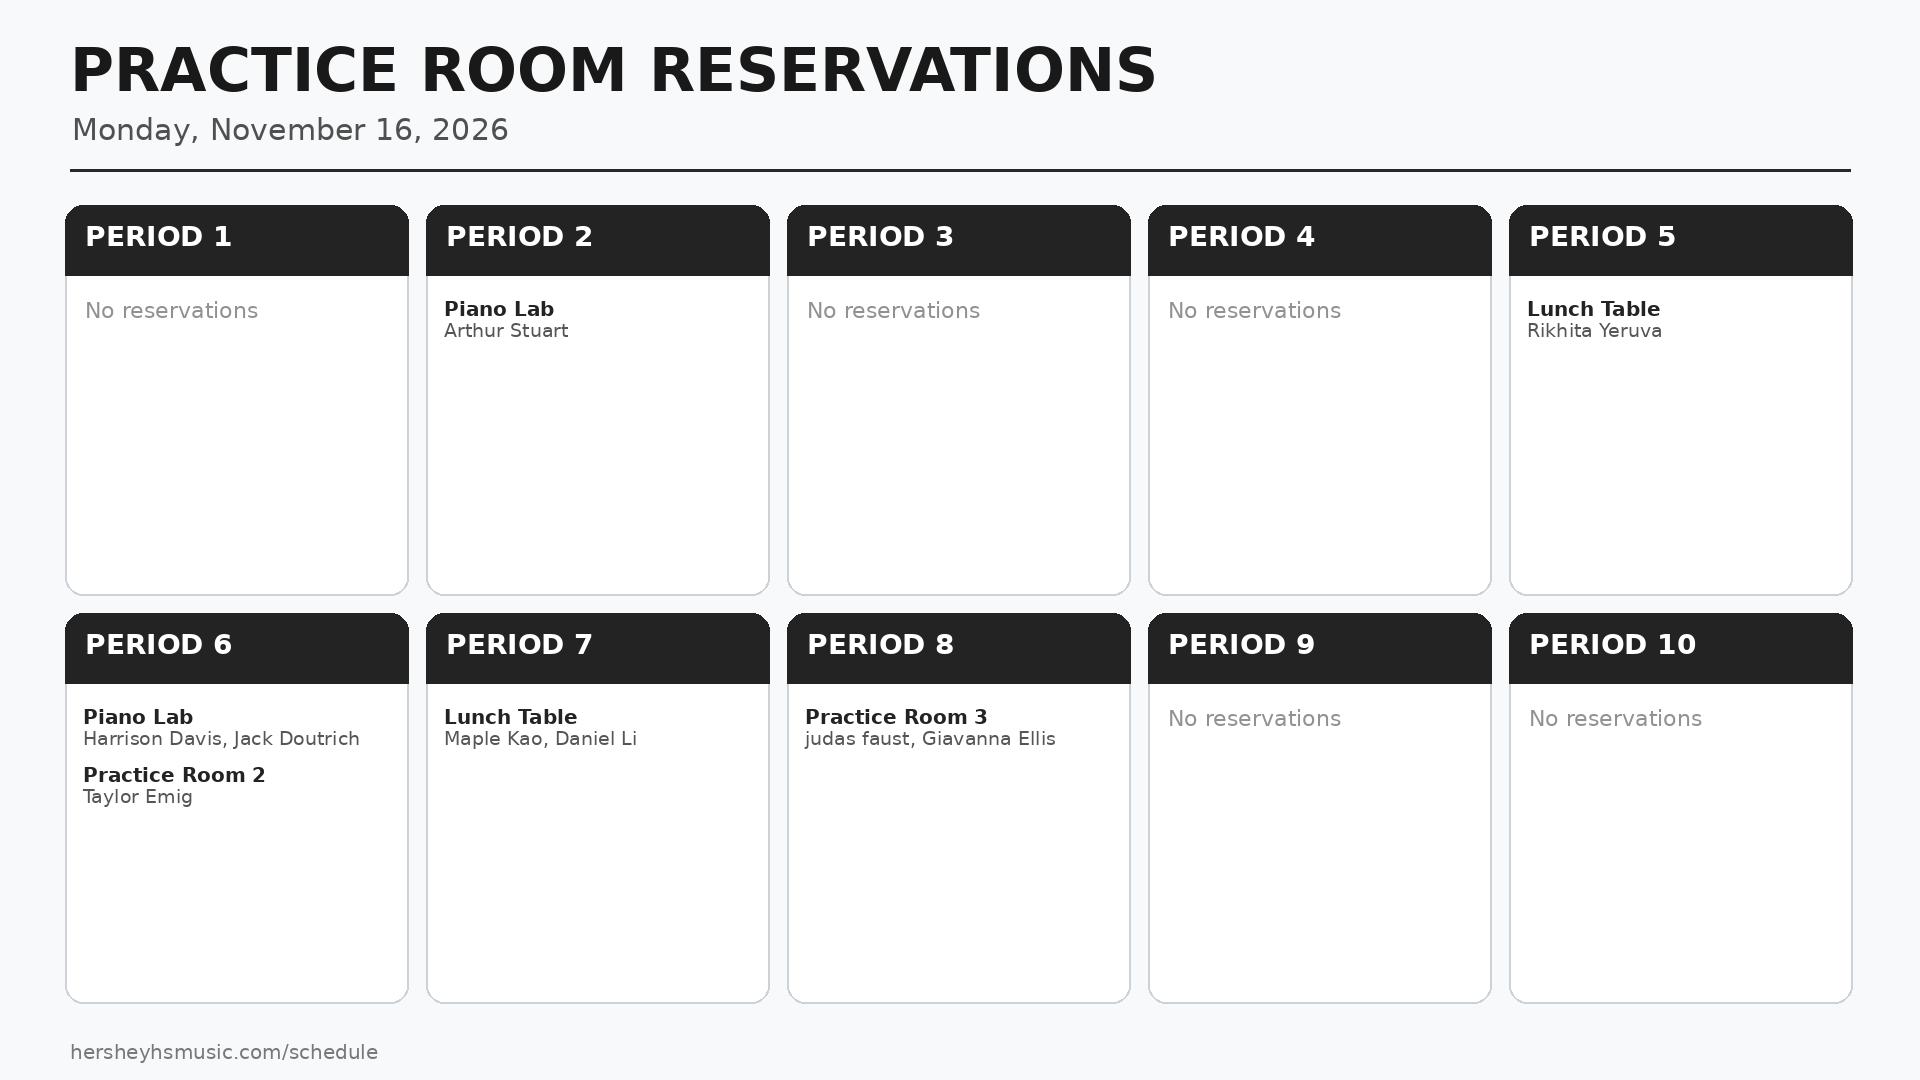 PRACTICE ROOM RESERVATIONS
Monday, November 16, 2026
PERIOD 1
No reservations
PERIOD 2
Piano Lab
Arthur Stuart
PERIOD 3
No reservations
PERIOD 4
No reservations
PERIOD 5
Lunch Table
Rikhita Yeruva
PERIOD 6
Piano Lab
Harrison Davis, Jack Doutrich
Practice Room 2
Taylor Emig
PERIOD 7
Lunch Table
Maple Kao, Daniel Li
PERIOD 8
Practice Room 3
judas faust, Giavanna Ellis
PERIOD 9
No reservations
PERIOD 10
No reservations
hersheyhsmusic.com/schedule